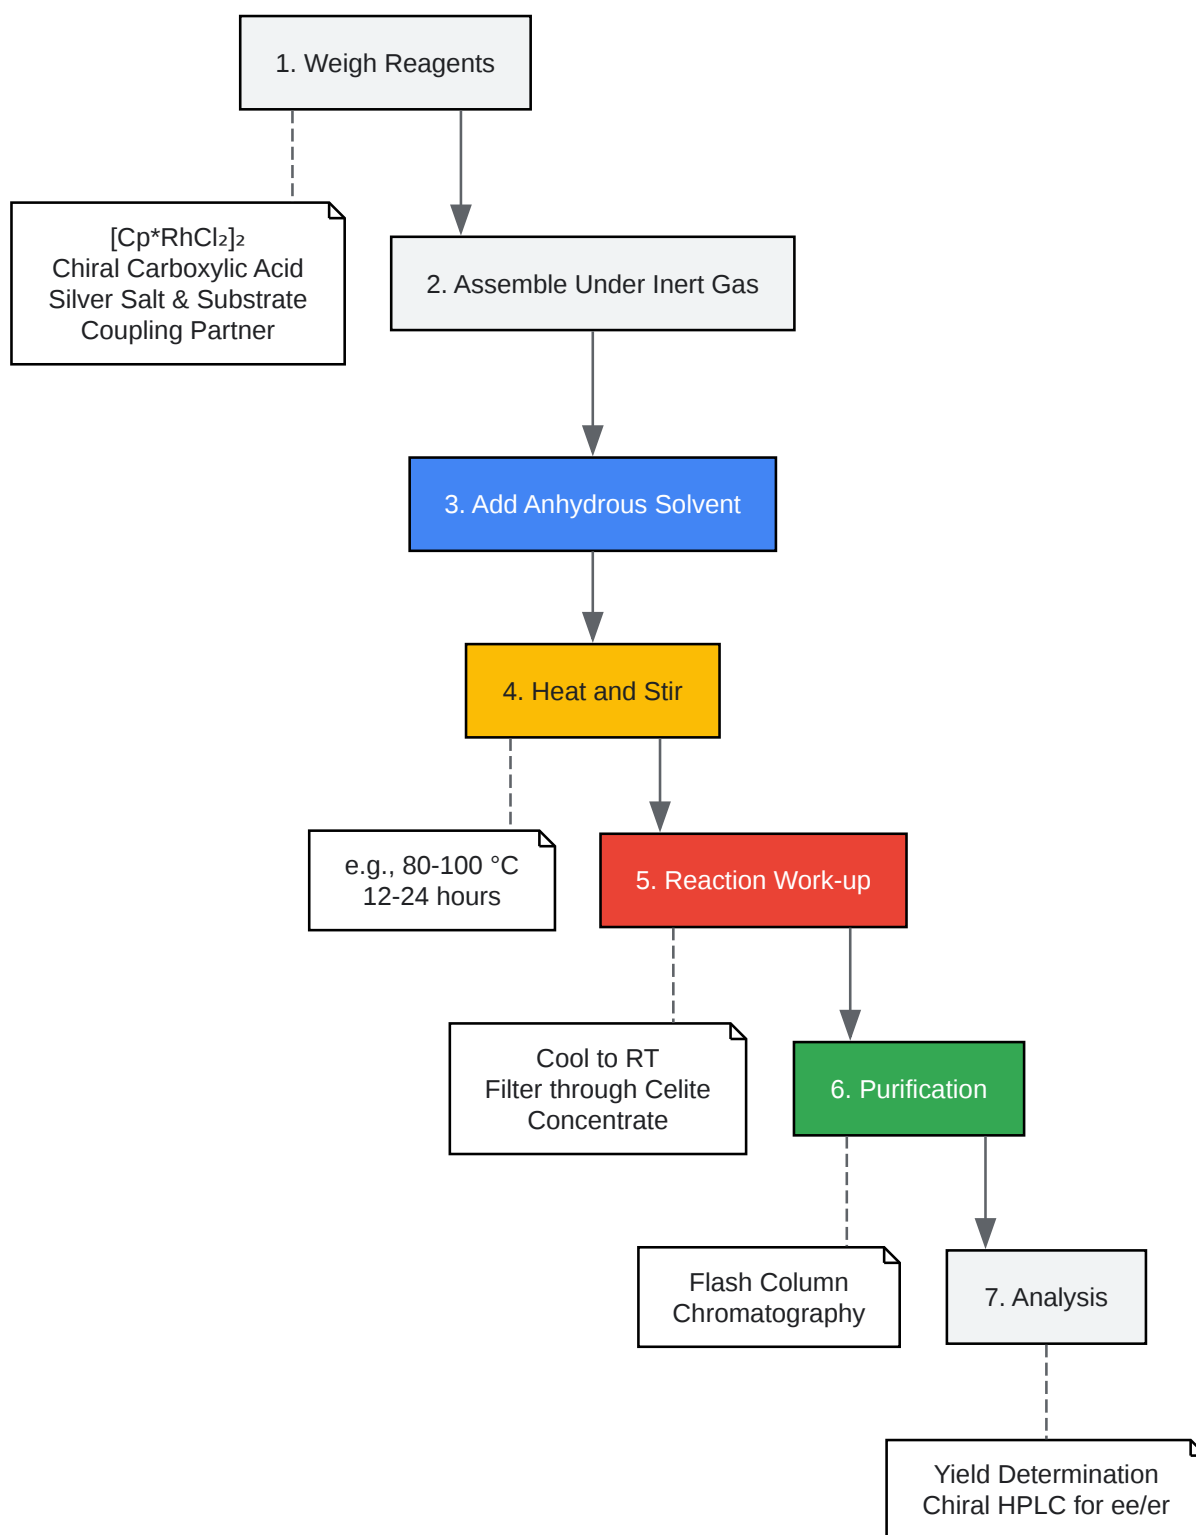 1. Weigh Reagents
[Cp*RhCl₂]₂
Chiral Carboxylic Acid
Silver Salt & Substrate
Coupling Partner
2. Assemble Under Inert Gas
3. Add Anhydrous Solvent
4. Heat and Stir
e.g., 80-100 °C
12-24 hours
5. Reaction Work-up
Cool to RT
Filter through Celite
Concentrate
6. Purification
Flash Column
Chromatography
7. Analysis
Yield Determination
Chiral HPLC for ee/er